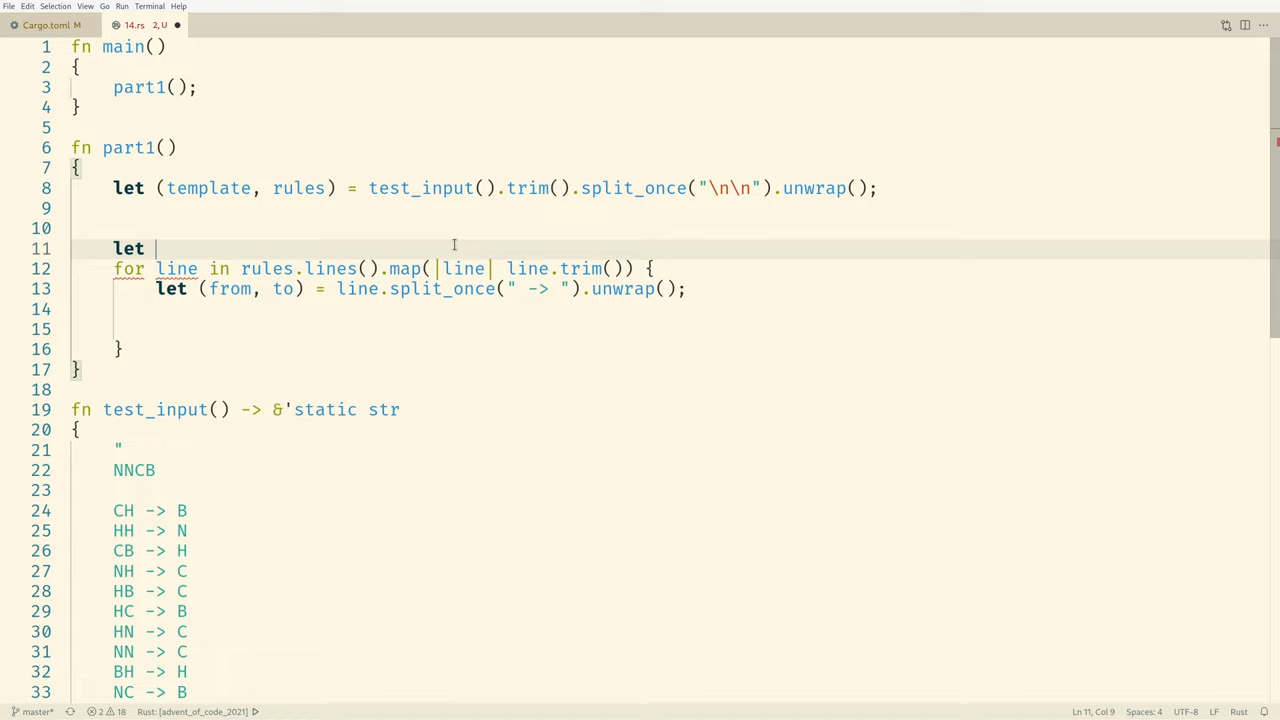 File Edit Selection View Go Run Terminal Help
Cargo.toml M 14.rs 2, U
1 fn main()
2 {
3 part1();
4 }
5
6 fn part1()
7 {
8 let (template, rules) = test_input().trim().split_once("\n\n").unwrap();
9
10
11 let
12 for line in rules.lines().map(|line| line.trim()) {
13 let (from, to) = line.split_once(" -> ").unwrap();
14
15
16 }
17 }
18
19 fn test_input() -> &'static str
20 {
21 "
22 NNCB
23
24 CH -> B
25 HH -> N
26 CB -> H
27 NH -> C
28 HB -> C
29 HC -> B
30 HN -> C
31 NN -> C
32 BH -> H
33 NC -> B
master* 2 18 Rust: [advent_of_code_2021] Ln 11, Col 9 Spaces: 4 UTF-8 LF Rust